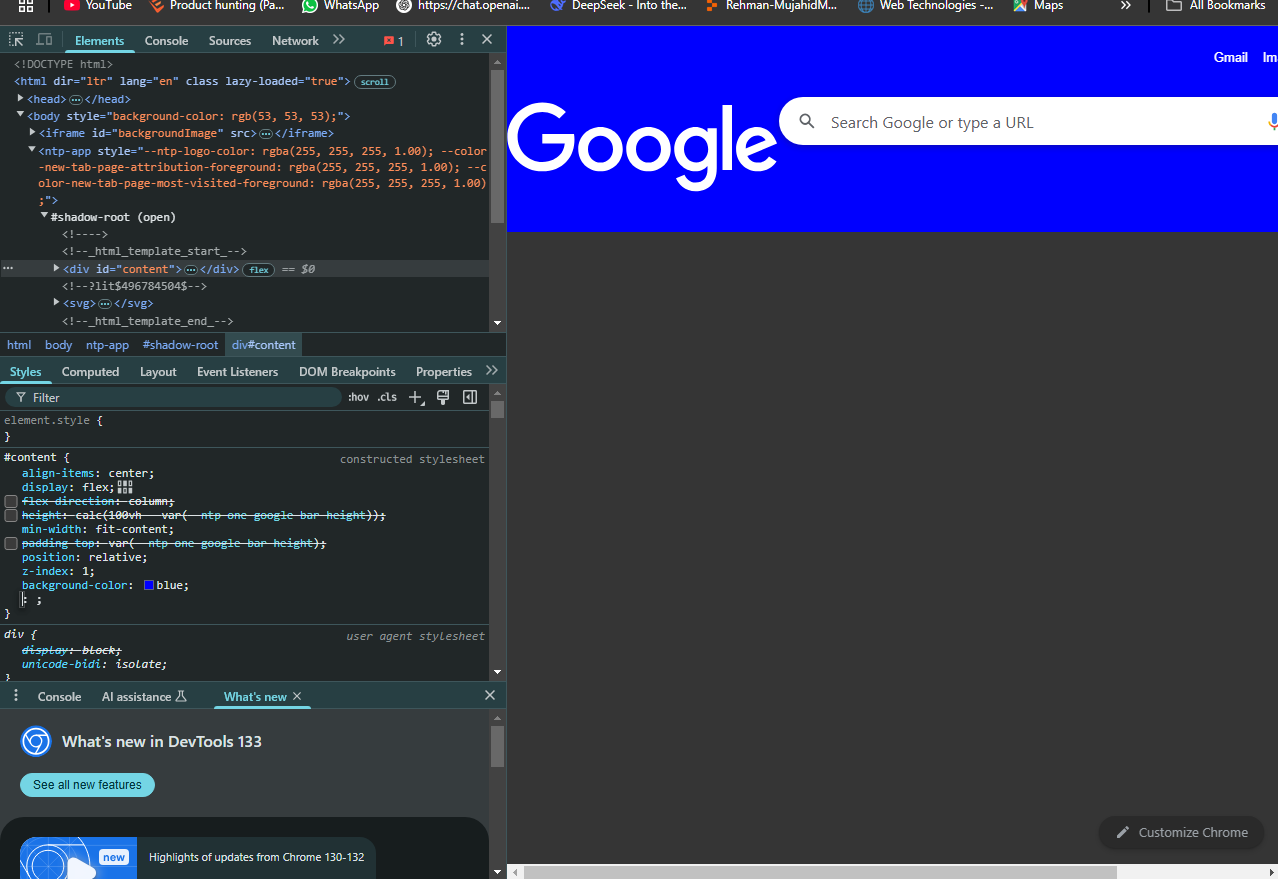 YouTube Product hunting (Pa... WhatsApp https://chat.openai.... DeepSeek - Into the... Rehman-MujahidM... Web Technologies -... Maps » All Bookmarks
Elements Console Sources Network » 1
<!DOCTYPE html>
<html dir="ltr" lang="en" class lazy-loaded="true"> scroll
<head> … </head>
<body style="background-color: rgb(53, 53, 53);">
<iframe id="backgroundImage" src> … </iframe>
<ntp-app style="--ntp-logo-color: rgba(255, 255, 255, 1.00); --color
-new-tab-page-attribution-foreground: rgba(255, 255, 255, 1.00); --c
olor-new-tab-page-most-visited-foreground: rgba(255, 255, 255, 1.00)
;">
#shadow-root (open)
<!---->
<!--_html_template_start_-->
… <div id="content"> … </div> flex == $0
<!--?lit$496784504$-->
<svg> … </svg>
<!--_html_template_end_-->
html body ntp-app #shadow-root div#content
Styles Computed Layout Event Listeners DOM Breakpoints Properties »
Filter :hov .cls
element.style {
}
#content { constructed stylesheet
align-items: center;
display: flex;
flex-direction: column;
height: calc(100vh - var(--ntp-one-google-bar-height));
min-width: fit-content;
padding-top: var(--ntp-one-google-bar-height);
position: relative;
z-index: 1;
background-color: blue;
: ;
}
div { user agent stylesheet
display: block;
unicode-bidi: isolate;
}
Console AI assistance What's new
What's new in DevTools 133
See all new features
new Highlights of updates from Chrome 130-132
Gmail Im
Google
Search Google or type a URL
Customize Chrome